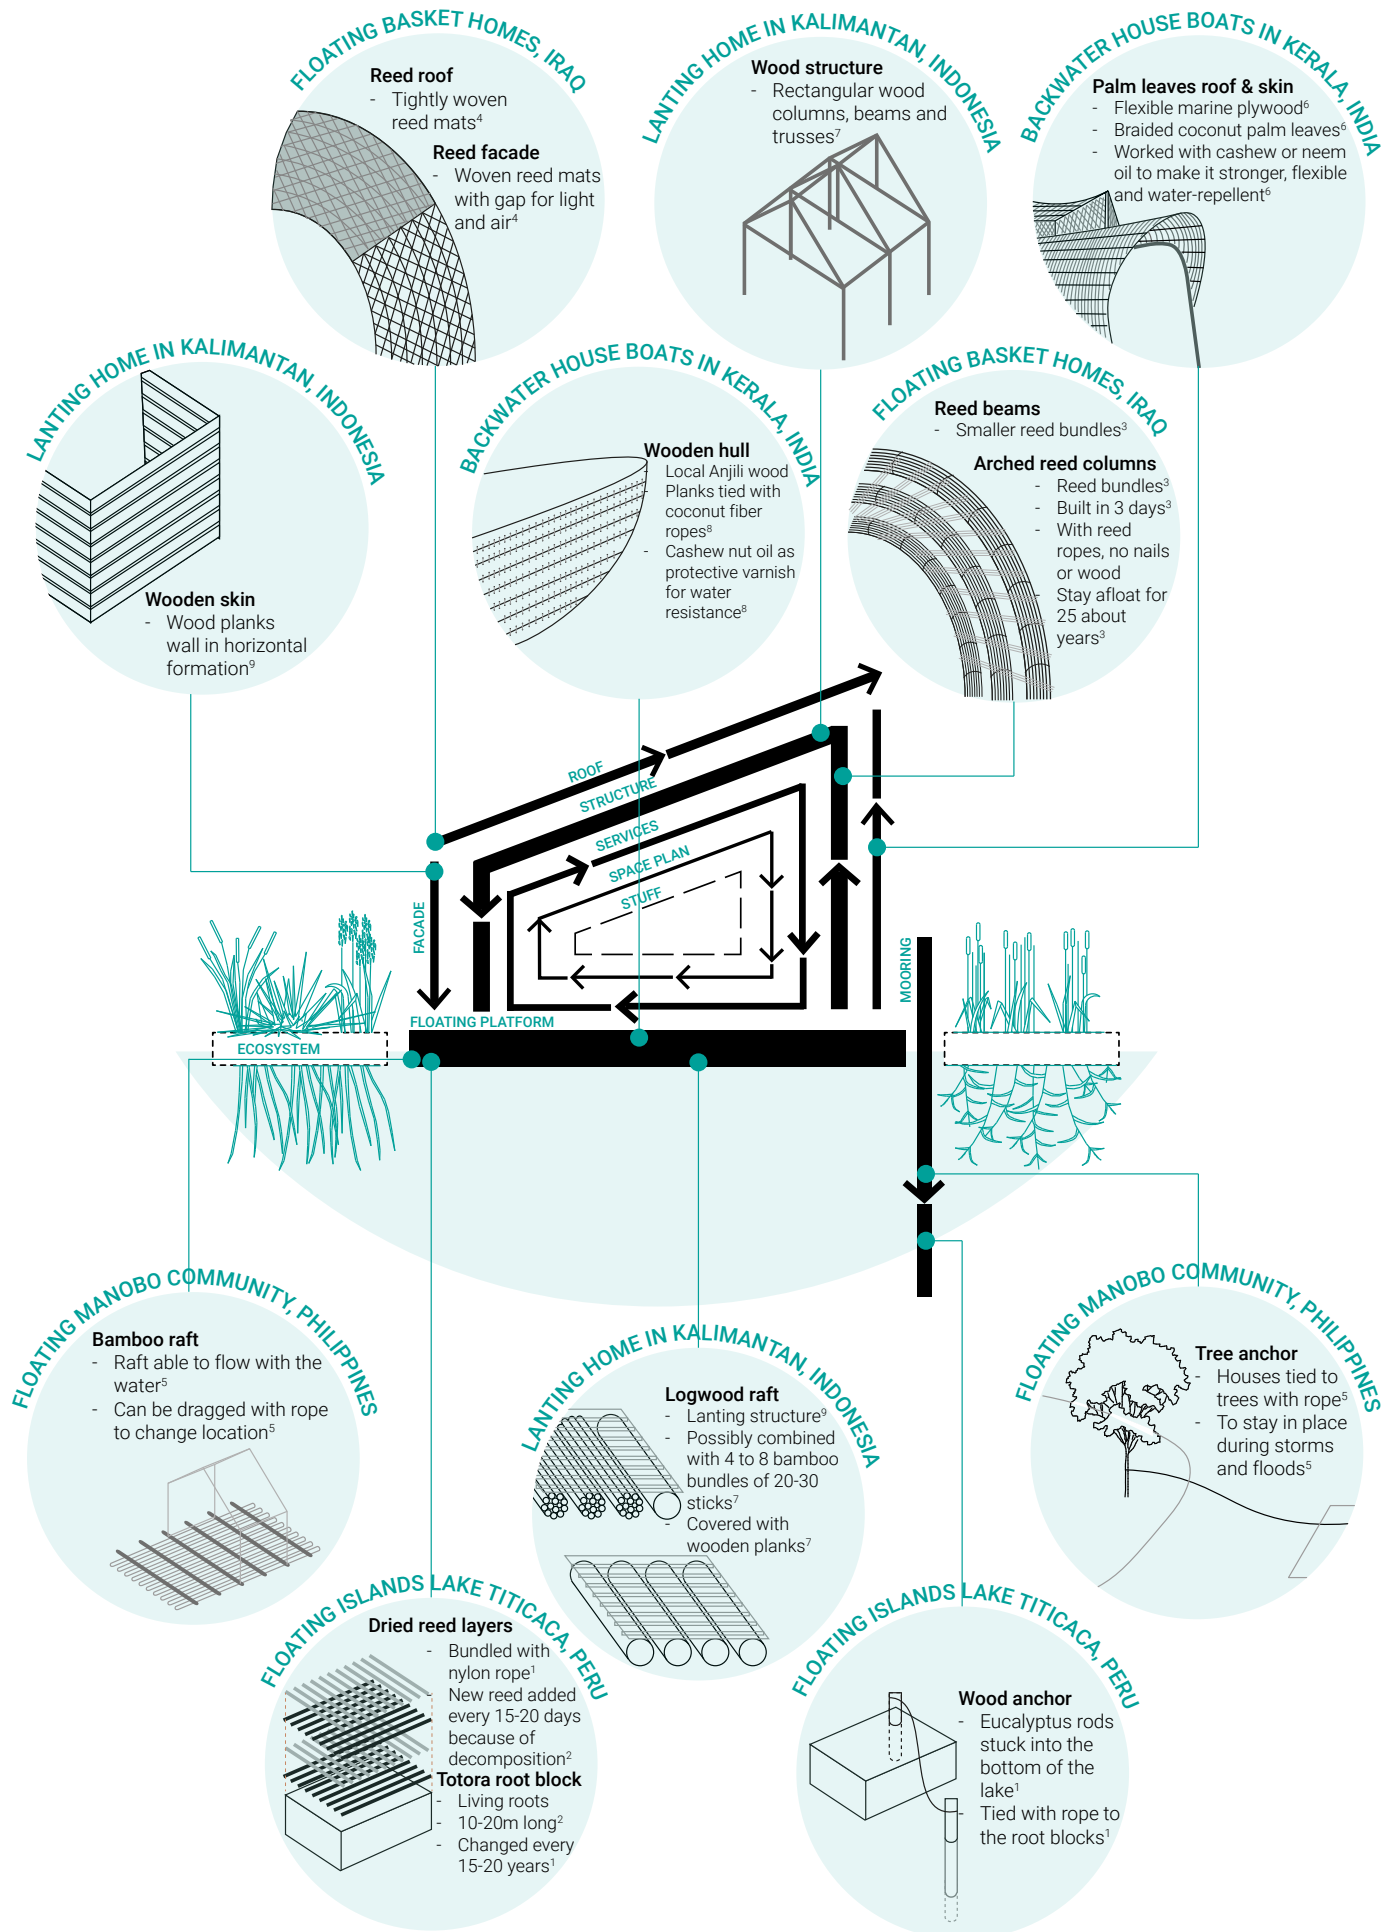 FLOATING BASKET HOMES, IRAQ
Reed roof
- Tightly woven
reed mats⁴
Reed facade
- Woven reed mats
with gap for light
and air⁴
LANTING HOME IN KALIMANTAN, INDONESIA
Wood structure
- Rectangular wood
columns, beams and
trusses⁷
BACKWATER HOUSE BOATS IN KERALA, INDIA
Palm leaves roof & skin
- Flexible marine plywood⁶
- Braided coconut palm leaves⁶
- Worked with cashew or neem
oil to make it stronger, flexible
and water-repellent⁶
LANTING HOME IN KALIMANTAN, INDONESIA
Wooden skin
- Wood planks
wall in horizontal
formation⁹
BACKWATER HOUSE BOATS IN KERALA, INDIA
Wooden hull
- Local Anjili wood
- Planks tied with
coconut fiber
ropes⁸
- Cashew nut oil as
protective varnish
for water
resistance⁸
FLOATING BASKET HOMES, IRAQ
Reed beams
- Smaller reed bundles³
Arched reed columns
- Reed bundles³
- Built in 3 days³
- With reed
ropes, no nails
or wood
- Stay afloat for
25 about
years³
ROOF
STRUCTURE
SERVICES
SPACE PLAN
STUFF
FACADE
MOORING
FLOATING PLATFORM
ECOSYSTEM
FLOATING MANOBO COMMUNITY, PHILIPPINES
Bamboo raft
- Raft able to flow with the
water⁵
- Can be dragged with rope
to change location⁵
LANTING HOME IN KALIMANTAN, INDONESIA
Logwood raft
- Lanting structure⁹
- Possibly combined
with 4 to 8 bamboo
bundles of 20-30
sticks⁷
- Covered with
wooden planks⁷
FLOATING MANOBO COMMUNITY, PHILIPPINES
Tree anchor
- Houses tied to
trees with rope⁵
- To stay in place
during storms
and floods⁵
FLOATING ISLANDS LAKE TITICACA, PERU
Dried reed layers
- Bundled with
nylon rope¹
- New reed added
every 15-20 days
because of
decomposition²
Totora root block
- Living roots
- 10-20m long²
- Changed every
15-20 years¹
FLOATING ISLANDS LAKE TITICACA, PERU
Wood anchor
- Eucalyptus rods
stuck into the
bottom of the
lake¹
- Tied with rope to
the root blocks¹